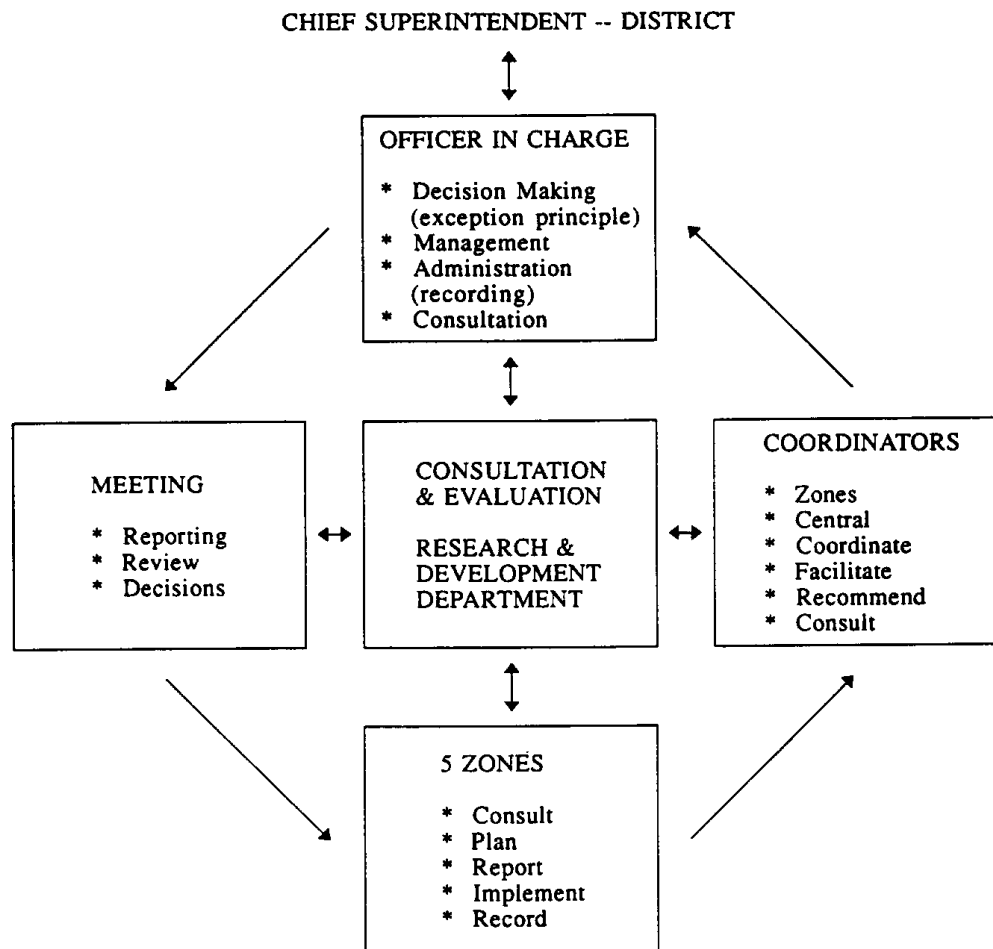 CHIEF SUPERINTENDENT -- DISTRICT
OFFICER IN CHARGE
* Decision Making
(exception principle)
* Management
* Administration
(recording)
* Consultation
MEETING
* Reporting
* Review
* Decisions
CONSULTATION
& EVALUATION
RESEARCH &
DEVELOPMENT
DEPARTMENT
COORDINATORS
* Zones
* Central
* Coordinate
* Facilitate
* Recommend
* Consult
5 ZONES
* Consult
* Plan
* Report
* Implement
* Record